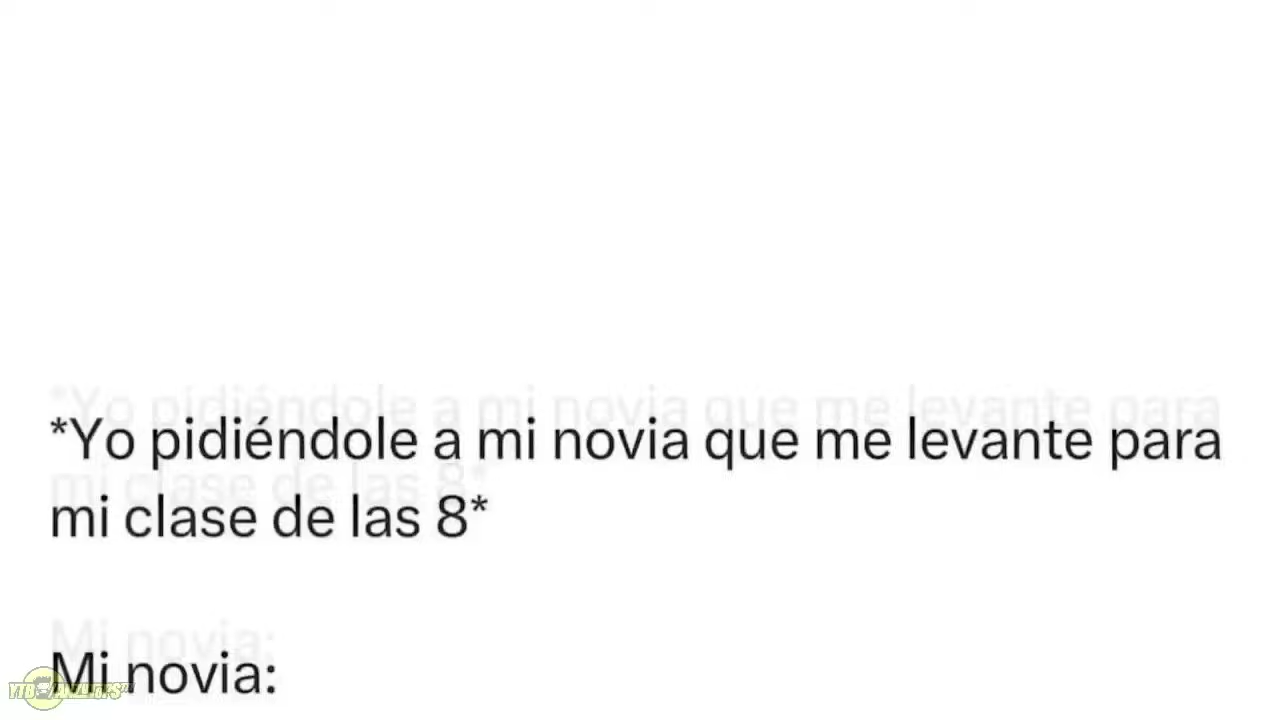 *Yo pidiéndole a mi novia que me levante para
mi clase de las 8*
Mi novia: